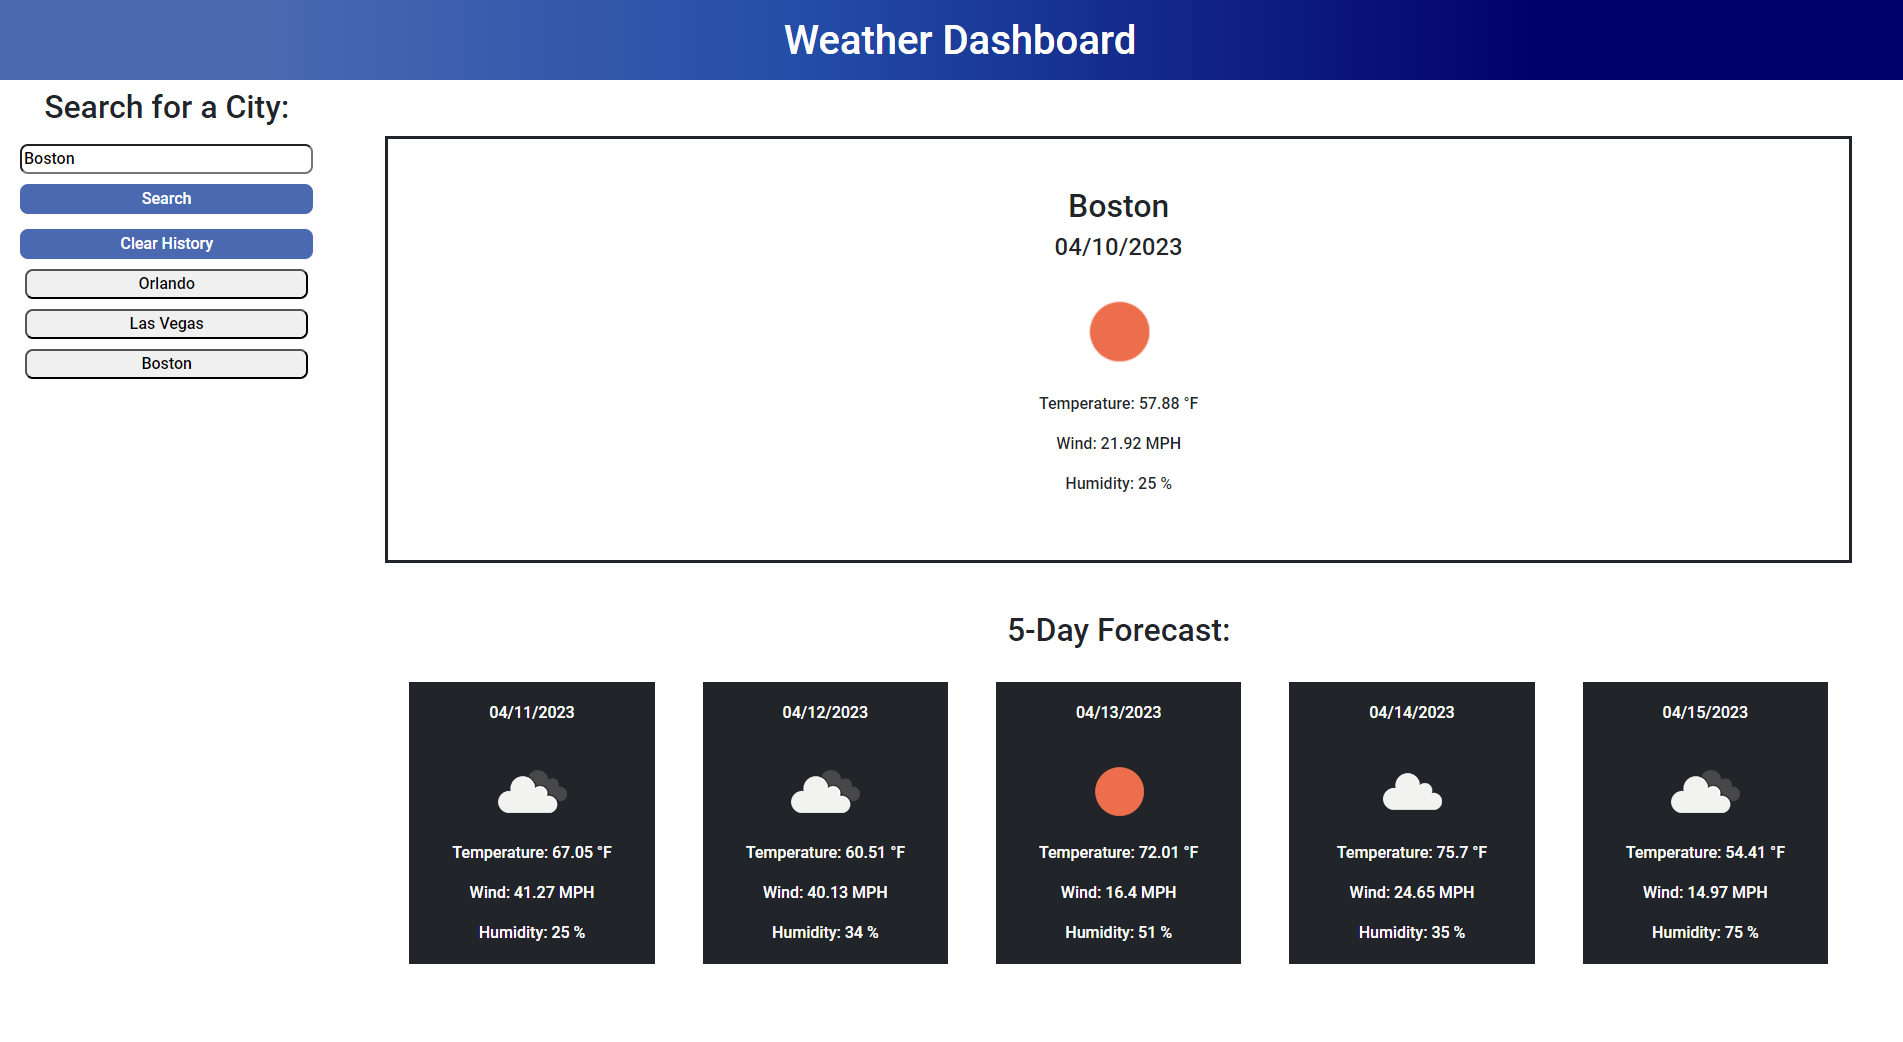 Weather Dashboard
Search for a City:
Boston
Search
Clear History
Orlando
Las Vegas
Boston
Boston
04/10/2023
Temperature: 57.88 °F
Wind: 21.92 MPH
Humidity: 25 %
5-Day Forecast:
04/11/2023
Temperature: 67.05 °F
Wind: 41.27 MPH
Humidity: 25 %
04/12/2023
Temperature: 60.51 °F
Wind: 40.13 MPH
Humidity: 34 %
04/13/2023
Temperature: 72.01 °F
Wind: 16.4 MPH
Humidity: 51 %
04/14/2023
Temperature: 75.7 °F
Wind: 24.65 MPH
Humidity: 35 %
04/15/2023
Temperature: 54.41 °F
Wind: 14.97 MPH
Humidity: 75 %